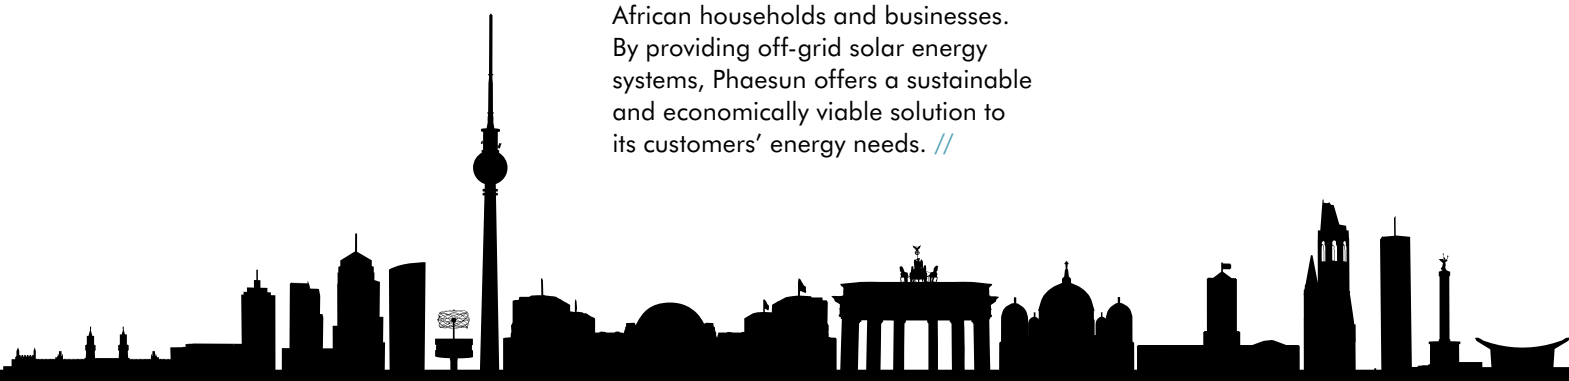 African households and businesses.
By providing off-grid solar energy
systems, Phaesun offers a sustainable
and economically viable solution to
its customers’ energy needs. //